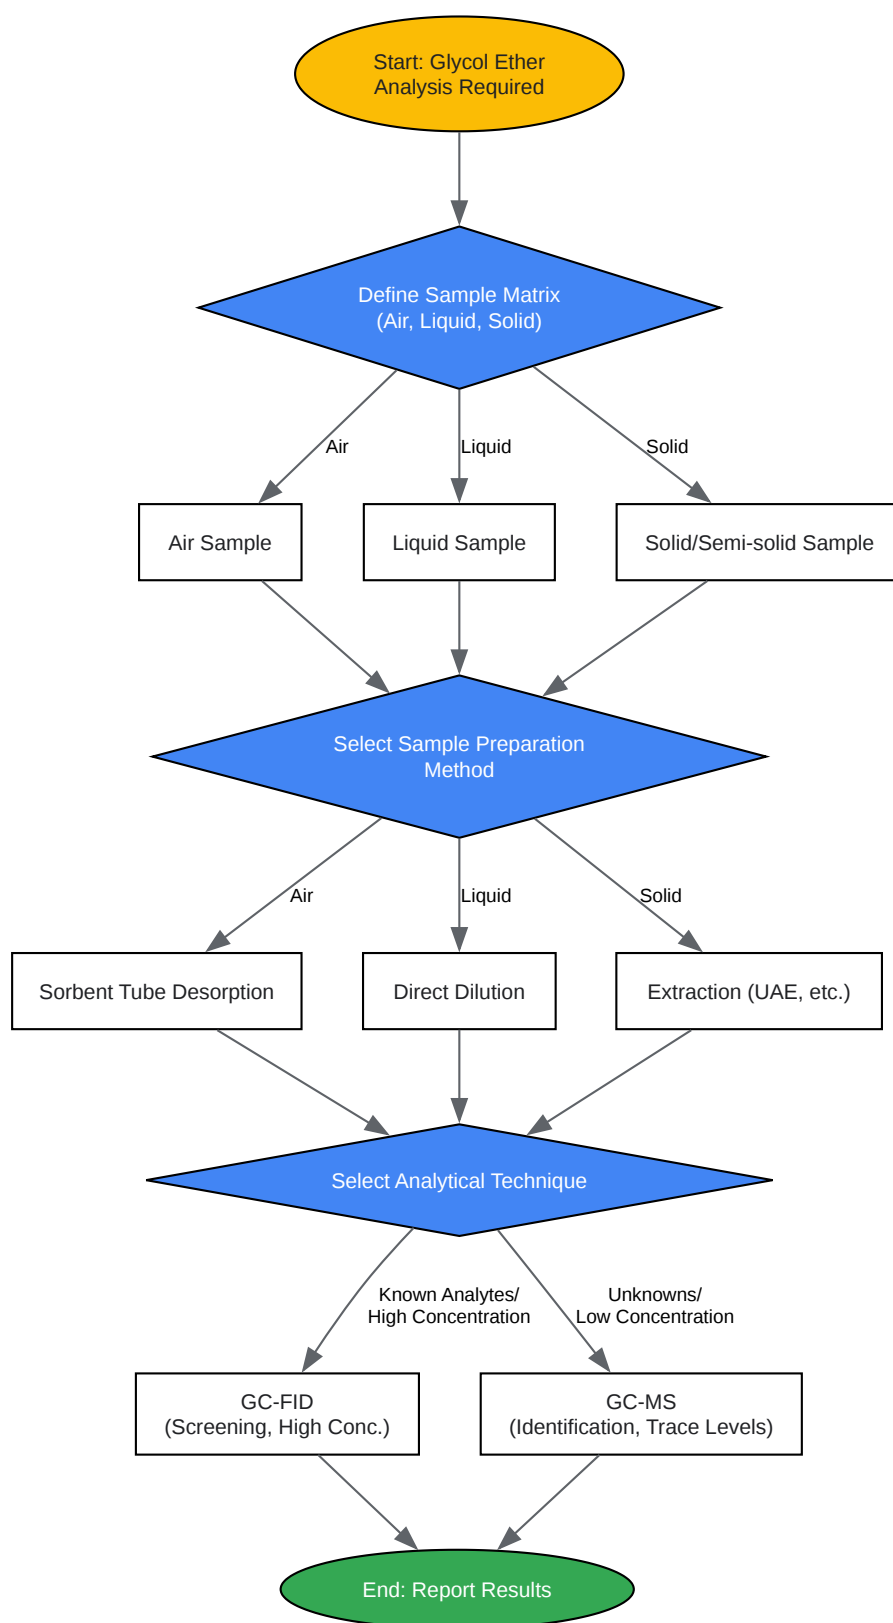 Start: Glycol Ether
Analysis Required
Define Sample Matrix
(Air, Liquid, Solid)
Air
Liquid
Solid
Air Sample
Liquid Sample
Solid/Semi-solid Sample
Select Sample Preparation
Method
Air
Liquid
Solid
Sorbent Tube Desorption
Direct Dilution
Extraction (UAE, etc.)
Select Analytical Technique
Known Analytes/
High Concentration
Unknowns/
Low Concentration
GC-FID
(Screening, High Conc.)
GC-MS
(Identification, Trace Levels)
End: Report Results